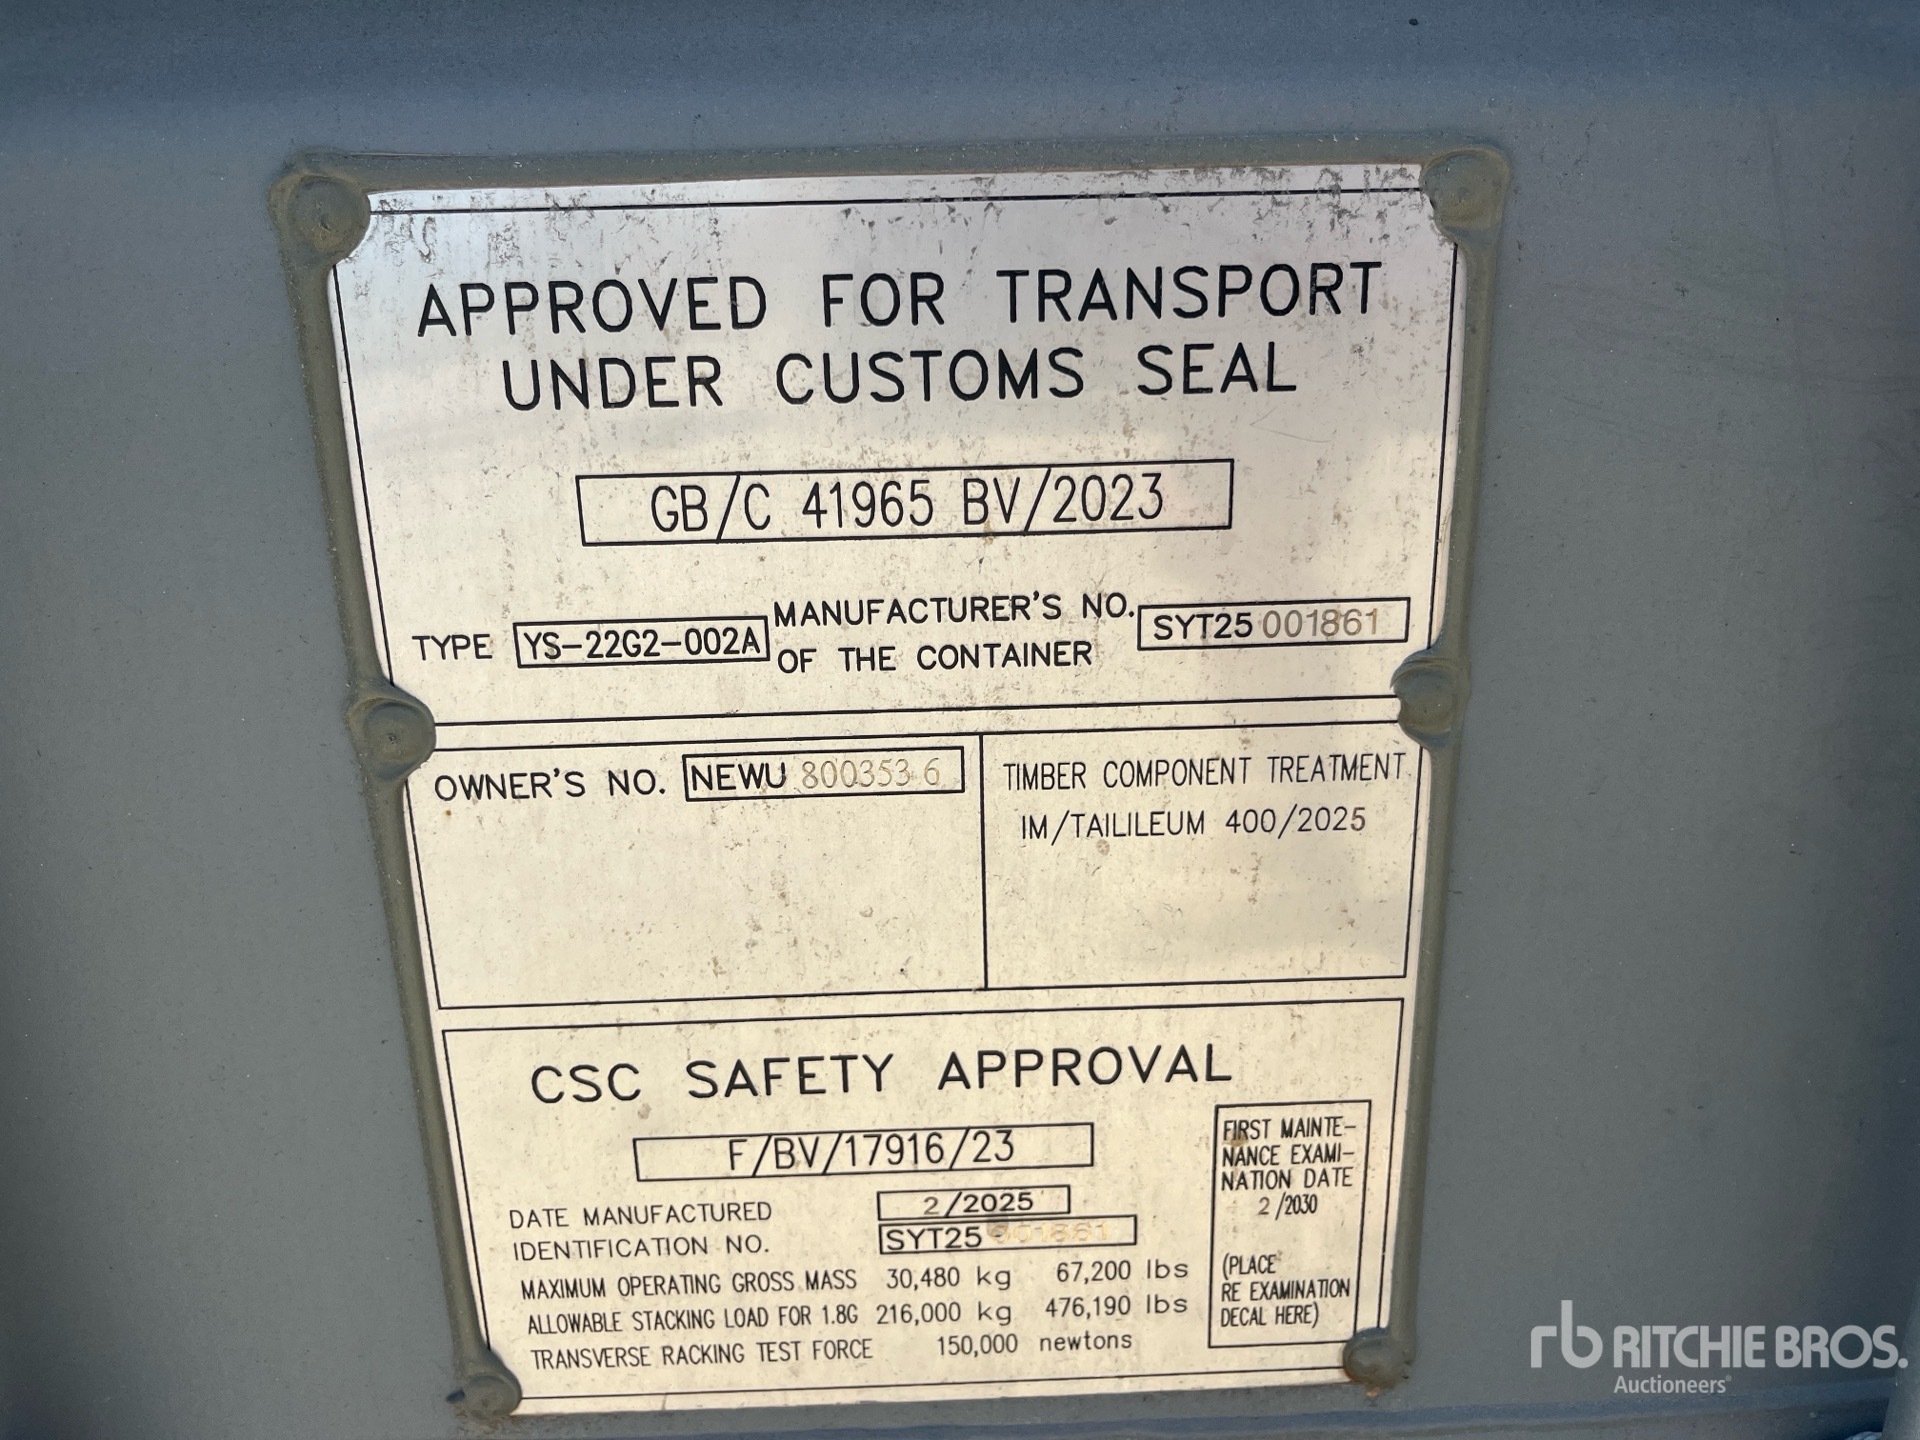 APPROVED FOR TRANSPORT
UNDER CUSTOMS SEAL
GB/C 41965 BV/2023
TYPE YS-22G2-002A MANUFACTURER'S NO. OF THE CONTAINER SYT25 001861
OWNER'S NO. NEWU 800353 6
TIMBER COMPONENT TREATMENT
IM/TAILILEUM 400/2025
CSC SAFETY APPROVAL
F/BV/17916/23
DATE MANUFACTURED 2/2025
IDENTIFICATION NO. SYT25 001861
MAXIMUM OPERATING GROSS MASS 30,480 kg 67,200 lbs
ALLOWABLE STACKING LOAD FOR 1.8G 216,000 kg 476,190 lbs
TRANSVERSE RACKING TEST FORCE 150,000 newtons
FIRST MAINTE-
NANCE EXAMI-
NATION DATE
2/2030
(PLACE
RE EXAMINATION
DECAL HERE)
rb RITCHIE BROS.
Auctioneers